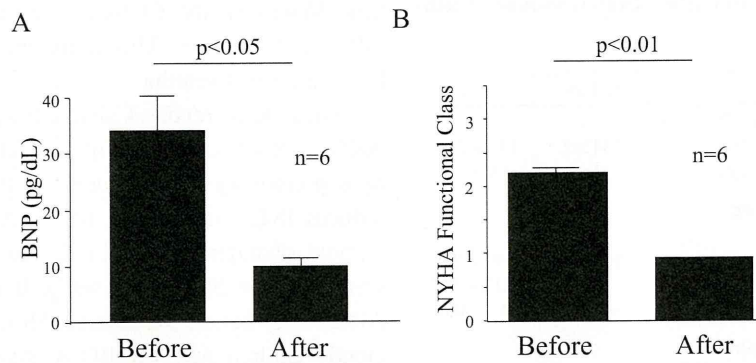 A
p<0.05
BNP (pg/dL)
40
30
20
10
0
n=6
Before
After
B
p<0.01
NYHA Functional Class
3
2
1
0
n=6
Before
After